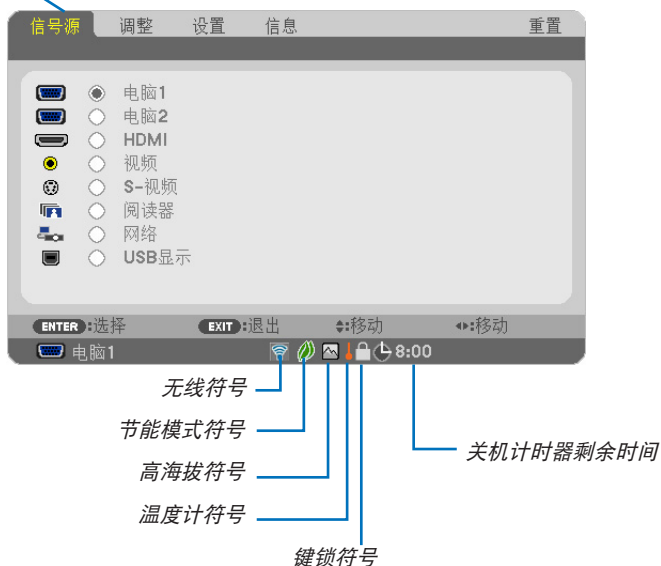 信号源 调整 设置 信息 重置
电脑1
电脑2
HDMI
视频
S-视频
阅读器
网络
USB显示
ENTER:选择 EXIT:退出 :移动 :移动
电脑1 8:00
无线符号
节能模式符号
关机计时器剩余时间
高海拔符号
温度计符号
键锁符号